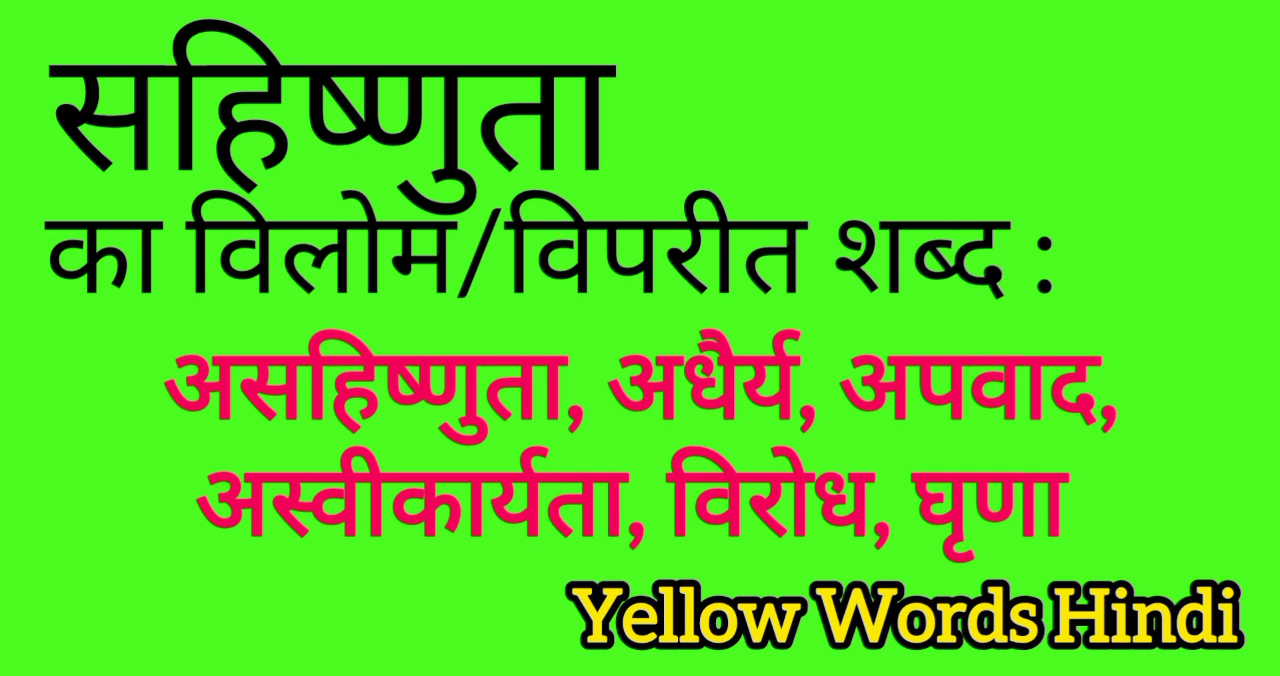 सहिष्णुता
का विलोम/विपरीत शब्द :
असहिष्णुता, अधैर्य, अपवाद,
अस्वीकार्यता, विरोध, घृणा
Yellow Words Hindi